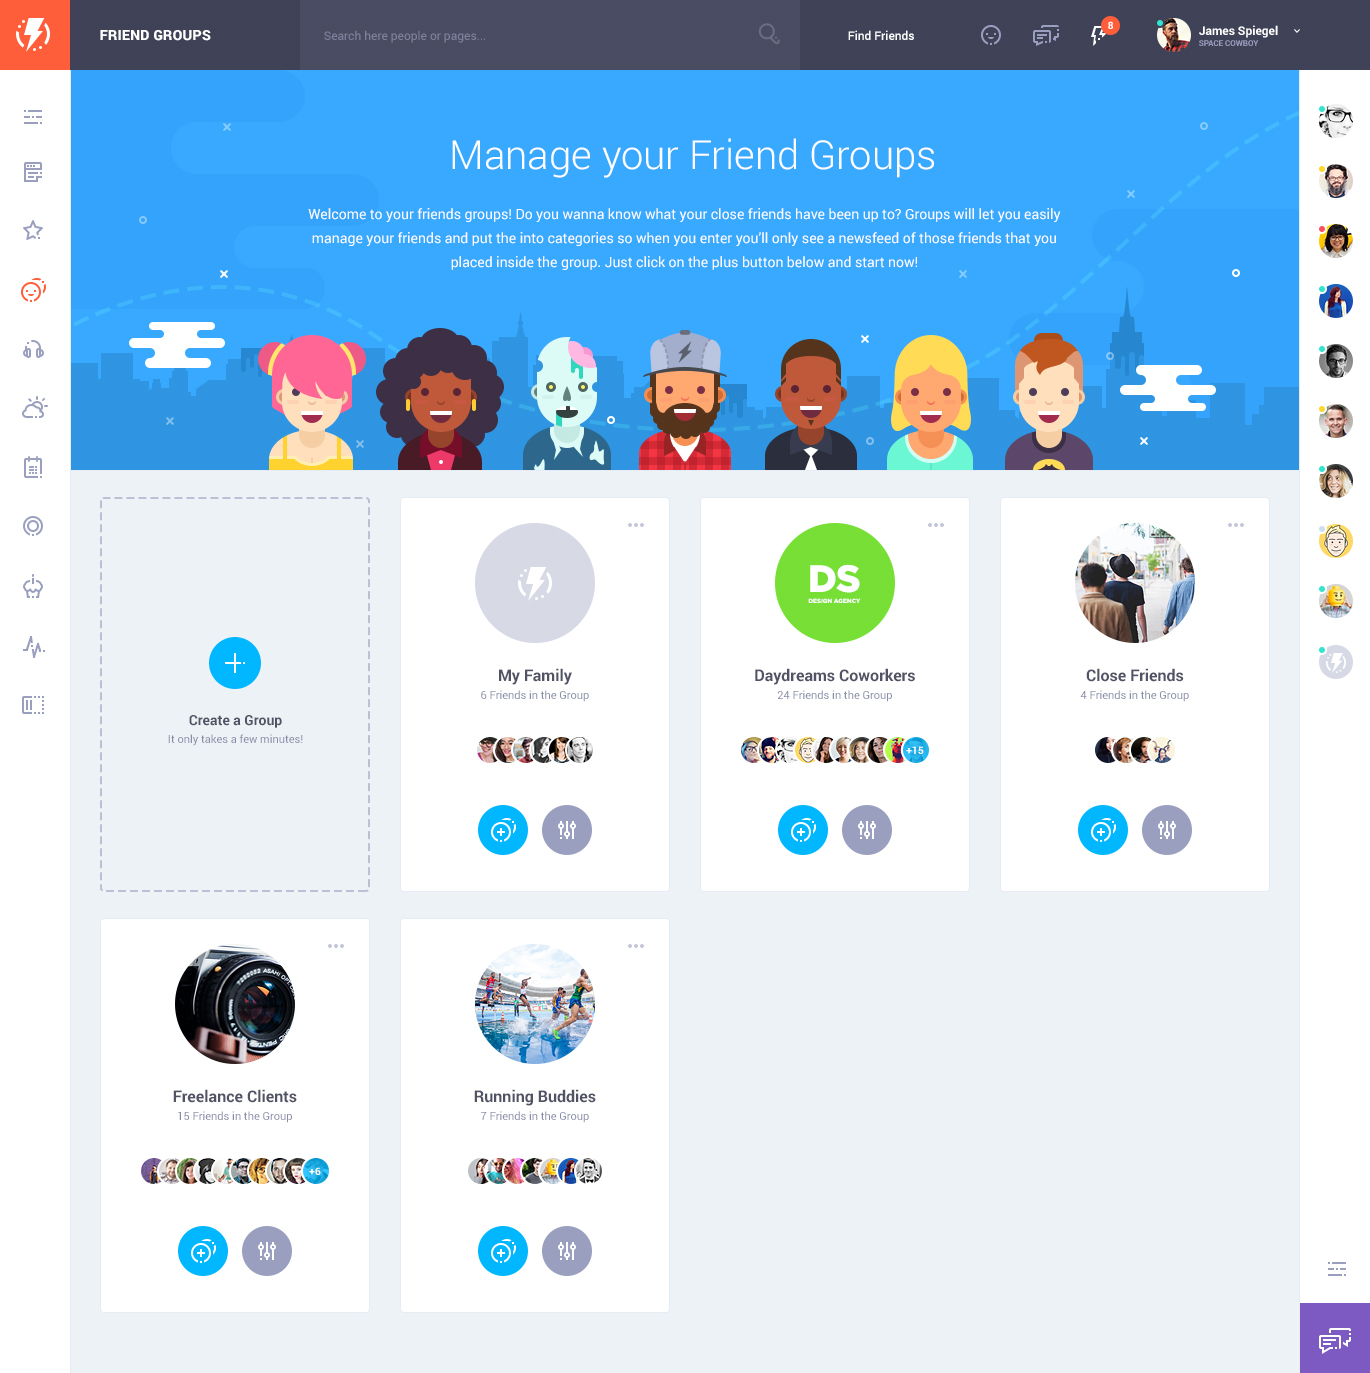 FRIEND GROUPS
Search here people or pages...
Find Friends
8
James Spiegel
SPACE COWBOY
Manage your Friend Groups
Welcome to your friends groups! Do you wanna know what your close friends have been up to? Groups will let you easily
manage your friends and put the into categories so when you enter you'll only see a newsfeed of those friends that you
placed inside the group. Just click on the plus button below and start now!
Create a Group
It only takes a few minutes!
My Family
6 Friends in the Group
DS
DESIGN AGENCY
Daydreams Coworkers
24 Friends in the Group
+15
Close Friends
4 Friends in the Group
Freelance Clients
15 Friends in the Group
+6
Running Buddies
7 Friends in the Group